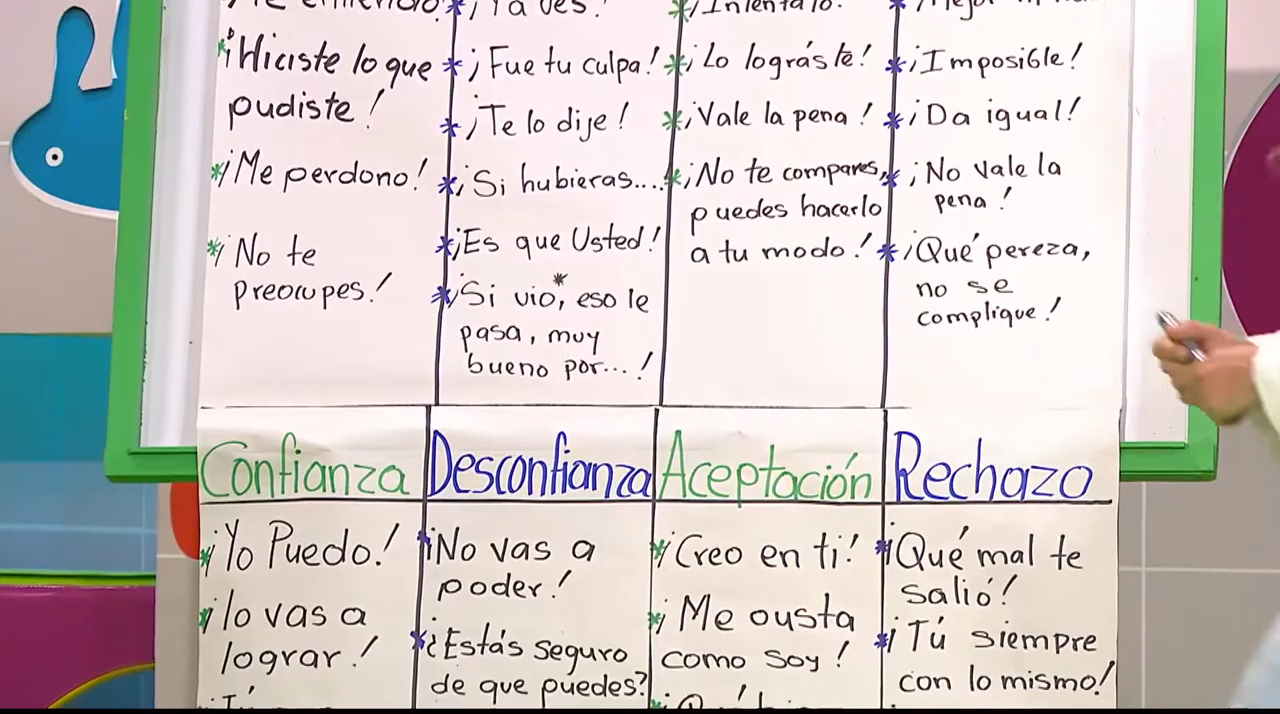 ¡Ya ves!
¡Inténtalo!
¡Hiciste lo que
pudiste!
¡Me perdono!
¡No te
preocupes!
¡Fue tu culpa!
¡Te lo dije!
¡Si hubieras....
¡Es que Usted!
¡Si vio, eso le
pasa, muy
bueno por...!
¡Lo lográste!
¡Vale la pena!
¡No te compares,
puedes hacerlo
a tu modo!
¡Imposible!
¡Da igual!
¡No vale la
pena!
¡Qué pereza,
no se
complique!
Confianza
¡Yo Puedo!
¡lo vas a
lograr!
Desconfianza
¡No vas a
poder!
¿Estás seguro
de que puedes?
Aceptación
¡Creo en ti!
¡Me gusta
como soy!
Rechazo
¡Qué mal te
salió!
¡Tú siempre
con lo mismo!